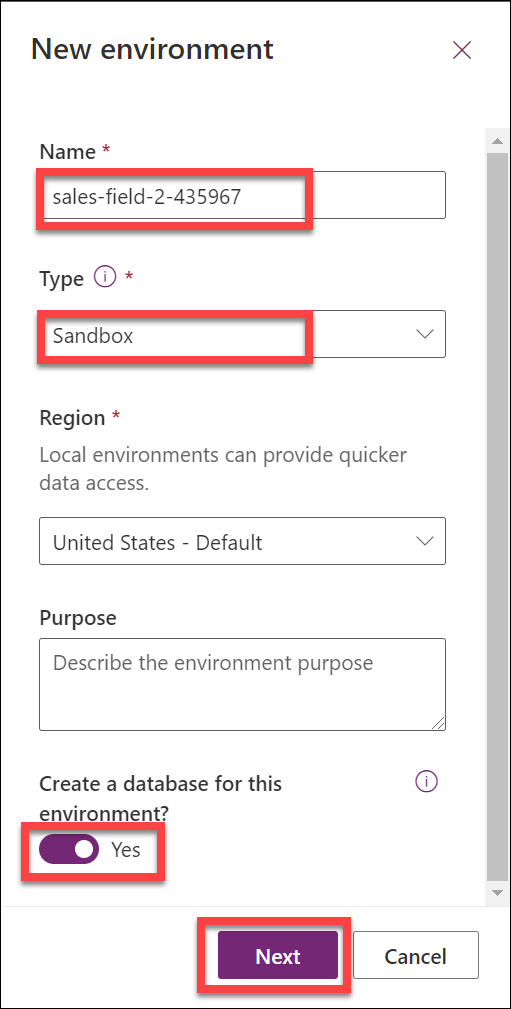 New environment
Name *
sales-field-2-435967
Type i *
Sandbox
Region *
Local environments can provide quicker
data access.
United States - Default
Purpose
Describe the environment purpose
Create a database for this i
environment?
Yes
Next Cancel